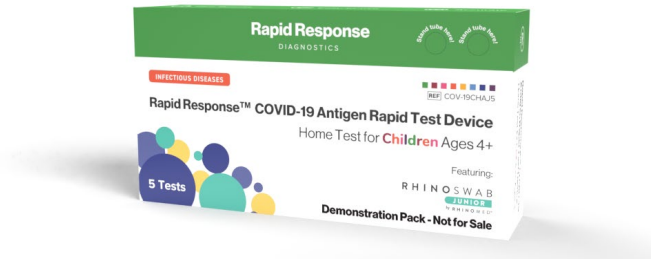 Rapid Response
DIAGNOSTICS
Stand tube here!
Stand tube here!
INFECTIOUS DISEASES
REF COV-19CHAJ5
Rapid Response™ COVID-19 Antigen Rapid Test Device
Home Test for Children Ages 4+
Featuring:
RHINOSWAB
JUNIOR
by RHINOMED
5 Tests
Demonstration Pack - Not for Sale